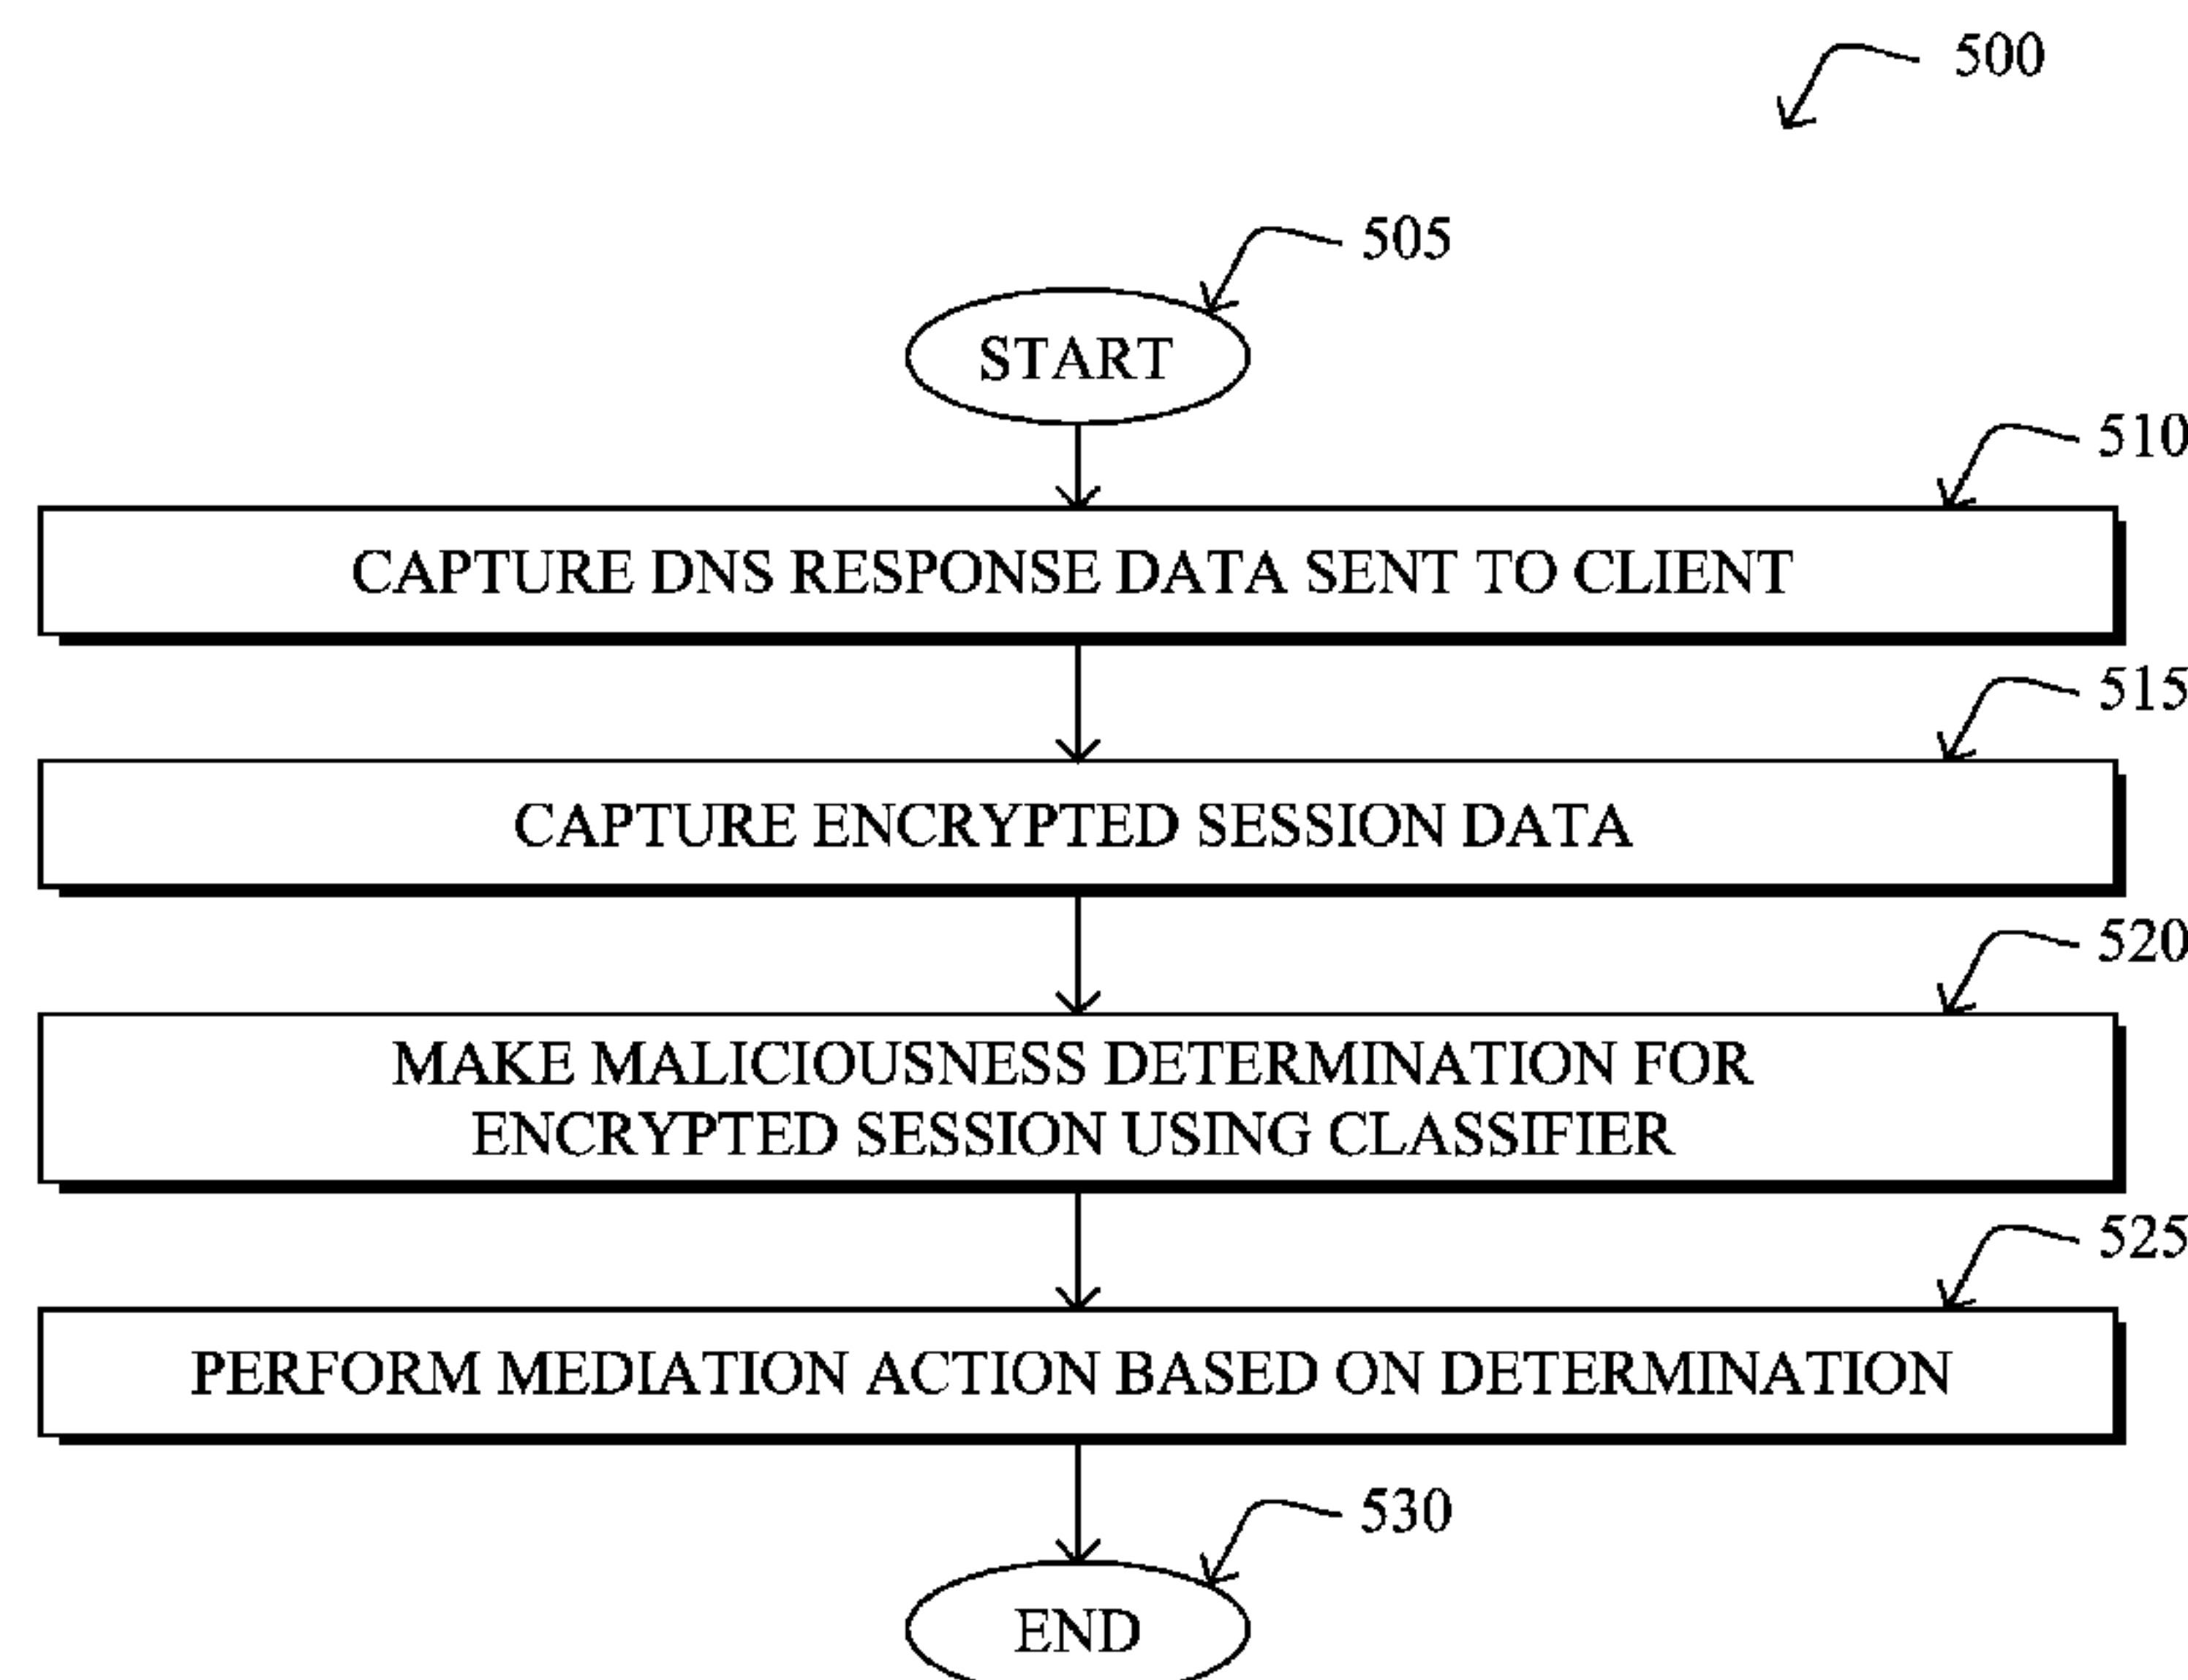 500
505
START
510
CAPTURE DNS RESPONSE DATA SENT TO CLIENT
515
CAPTURE ENCRYPTED SESSION DATA
520
MAKE MALICIOUSNESS DETERMINATION FOR
ENCRYPTED SESSION USING CLASSIFIER
525
PERFORM MEDIATION ACTION BASED ON DETERMINATION
530
END